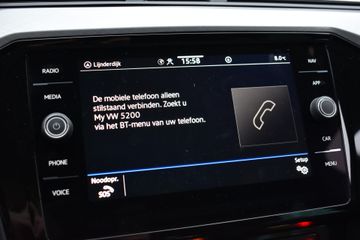 RADIO
MEDIA
PHONE
VOICE
Lijnderdijk
15:58
8.0°C
De mobiele telefoon alleen
stilstaand verbinden. Zoekt u
My VW 5200
via het BT-menu van uw telefoon.
Noodopr.
SOS
Setup
NAV
APP
CAR
MENU